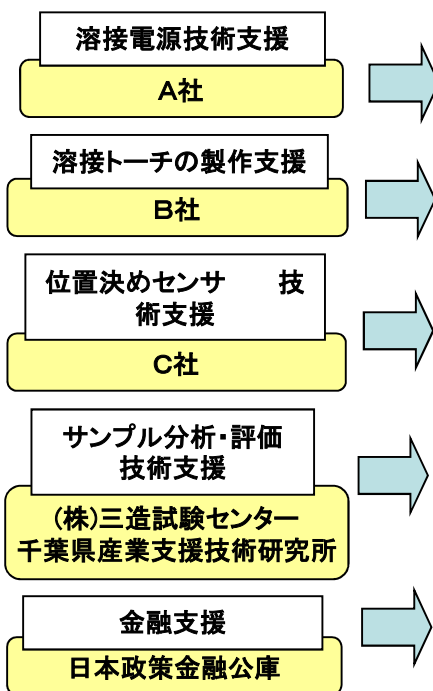 溶接電源技術支援
A社
溶接トーチの製作支援
B社
位置決めセンサ　　技
術支援
C社
サンプル分析・評価
技術支援
(株)三造試験センター
千葉県産業支援技術研究所
金融支援
日本政策金融公庫